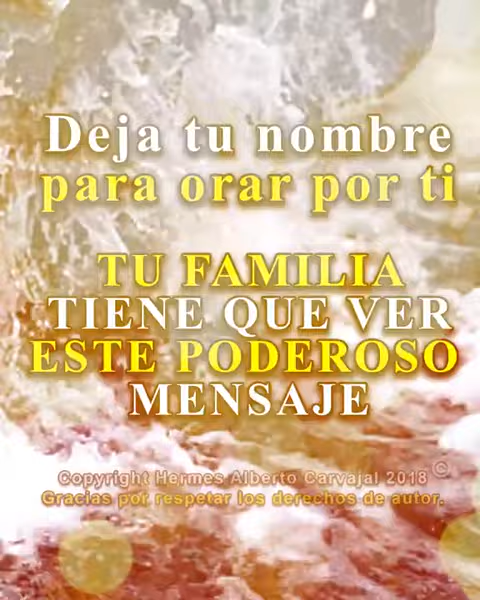 Deja tu nombre
para orar por ti
TU FAMILIA
TIENE QUE VER
ESTE PODEROSO
MENSAJE
Copyright Hermes Alberto Carvajal 2018 ©
Gracias por respetar los derechos de autor.